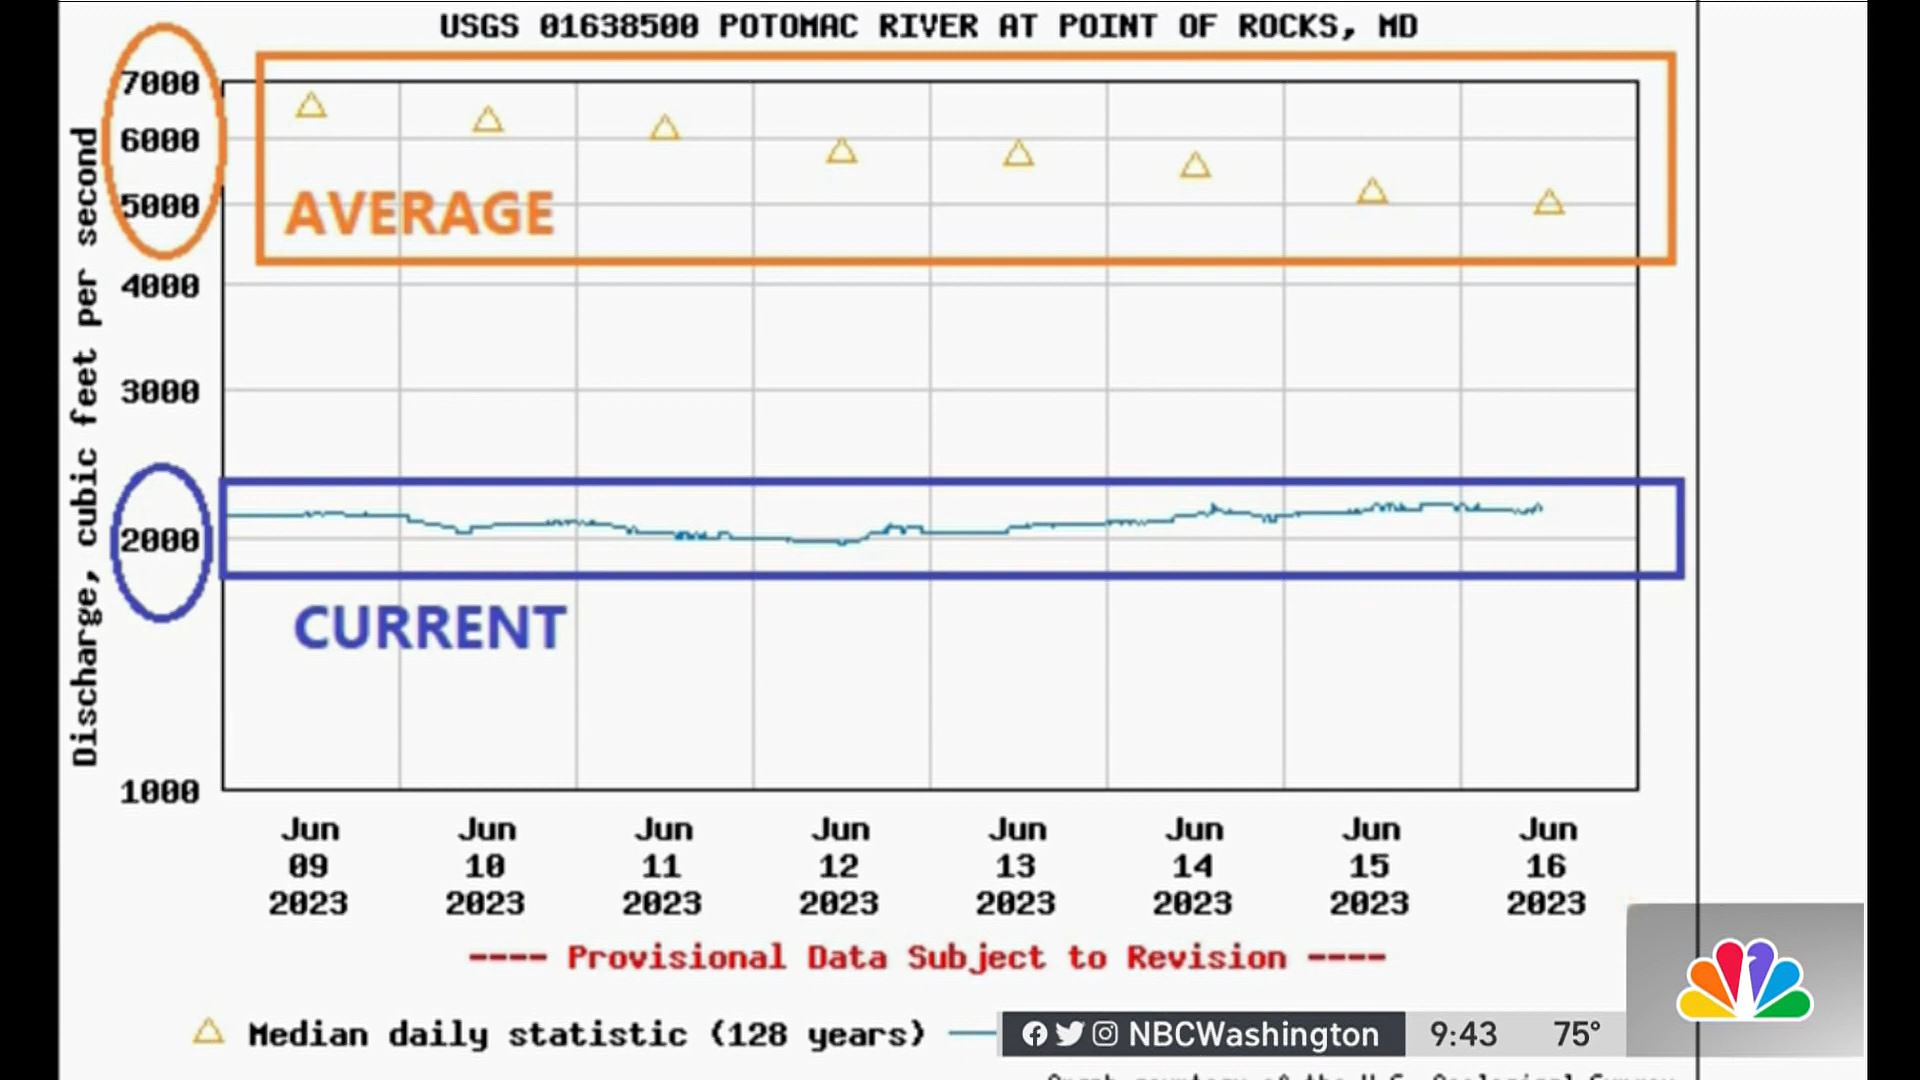 USGS 01638500 POTOMAC RIVER AT POINT OF ROCKS, MD
Discharge, cubic feet per second
7000
6000
5000
4000
3000
2000
1000
AVERAGE
CURRENT
Jun 09 2023
Jun 10 2023
Jun 11 2023
Jun 12 2023
Jun 13 2023
Jun 14 2023
Jun 15 2023
Jun 16 2023
---- Provisional Data Subject to Revision ----
Median daily statistic (128 years)
NBCWashington
9:43
75°